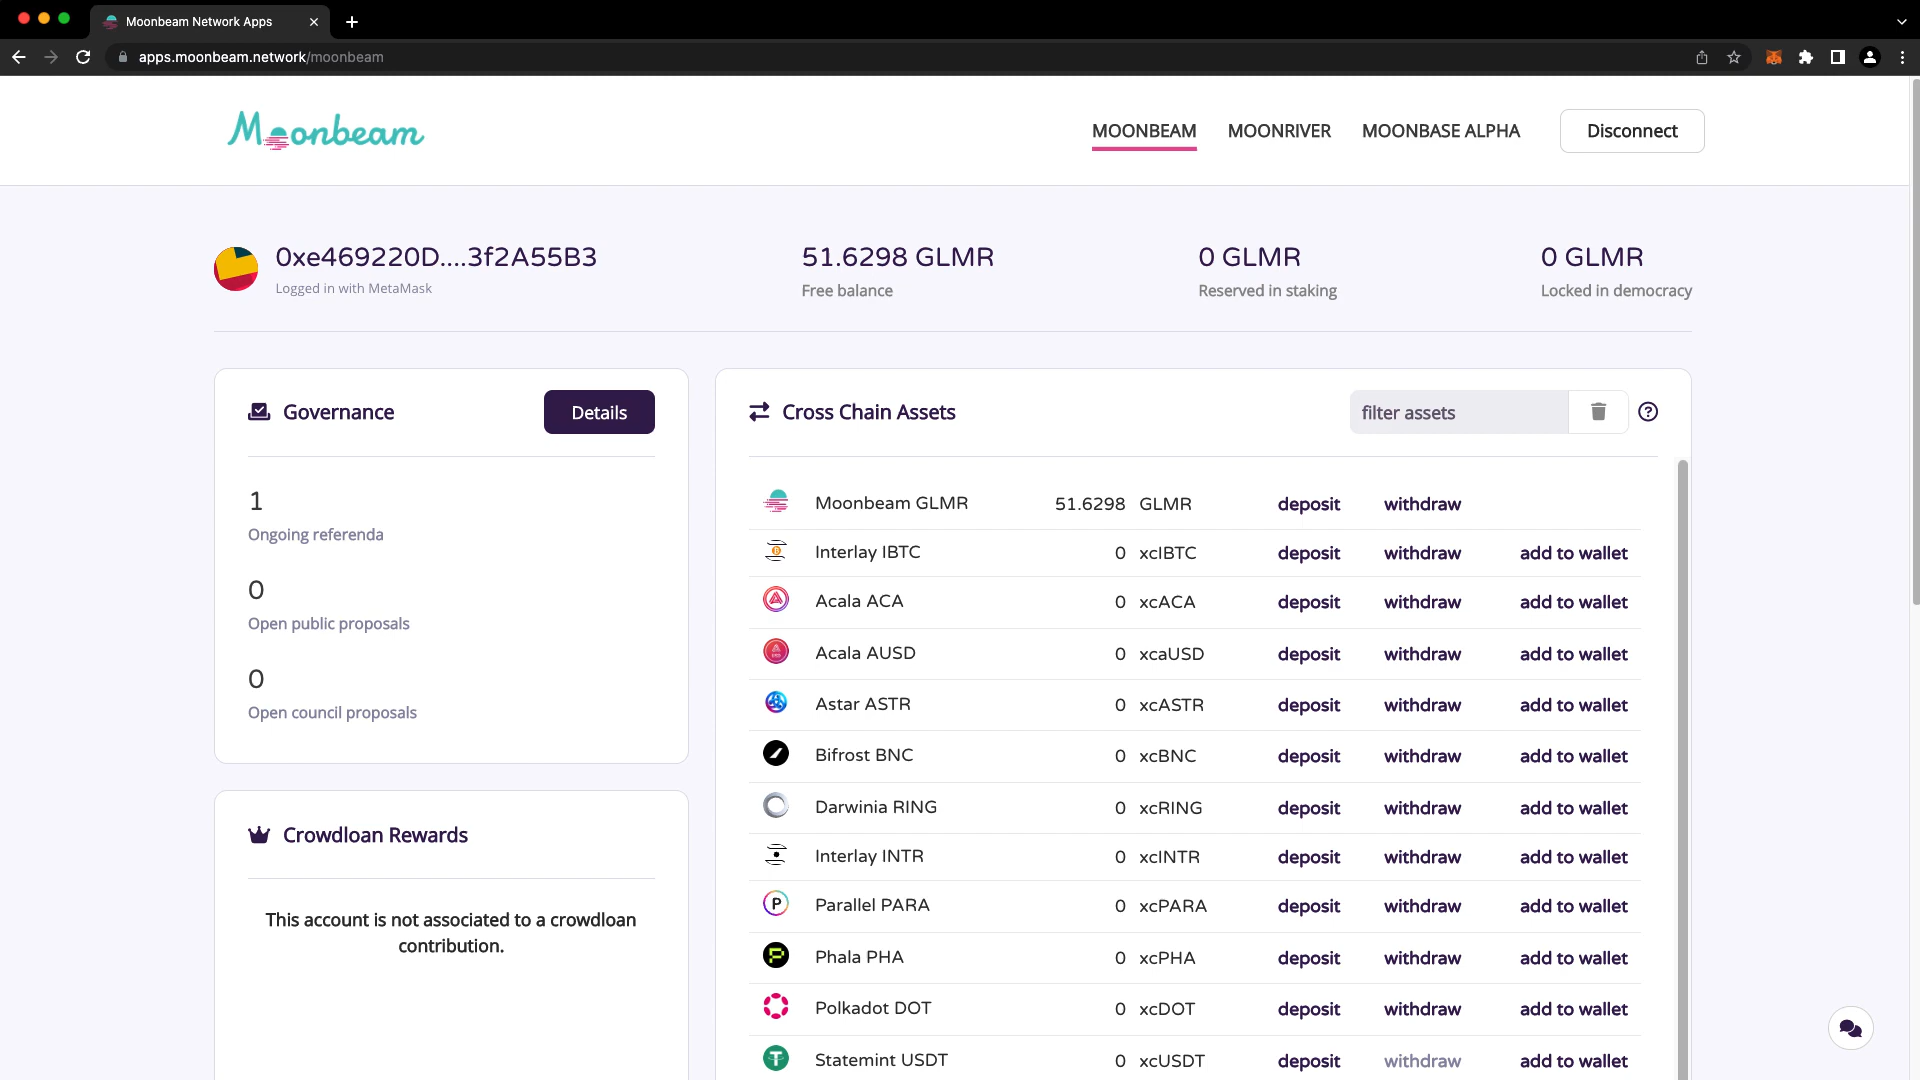 Moonbeam Network Apps
apps.moonbeam.network/moonbeam
Moonbeam
MOONBEAM
MOONRIVER
MOONBASE ALPHA
Disconnect
0xe469220D....3f2A55B3
Logged in with MetaMask
51.6298 GLMR
Free balance
0 GLMR
Reserved in staking
0 GLMR
Locked in democracy
Governance
Details
1
Ongoing referenda
0
Open public proposals
0
Open council proposals
Crowdloan Rewards
This account is not associated to a crowdloan
contribution.
Cross Chain Assets
filter assets
Moonbeam GLMR 51.6298 GLMR deposit withdraw
Interlay IBTC 0 xcIBTC deposit withdraw add to wallet
Acala ACA 0 xcACA deposit withdraw add to wallet
Acala AUSD 0 xcaUSD deposit withdraw add to wallet
Astar ASTR 0 xcASTR deposit withdraw add to wallet
Bifrost BNC 0 xcBNC deposit withdraw add to wallet
Darwinia RING 0 xcRING deposit withdraw add to wallet
Interlay INTR 0 xcINTR deposit withdraw add to wallet
Parallel PARA 0 xcPARA deposit withdraw add to wallet
Phala PHA 0 xcPHA deposit withdraw add to wallet
Polkadot DOT 0 xcDOT deposit withdraw add to wallet
Statemint USDT 0 xcUSDT deposit withdraw add to wallet